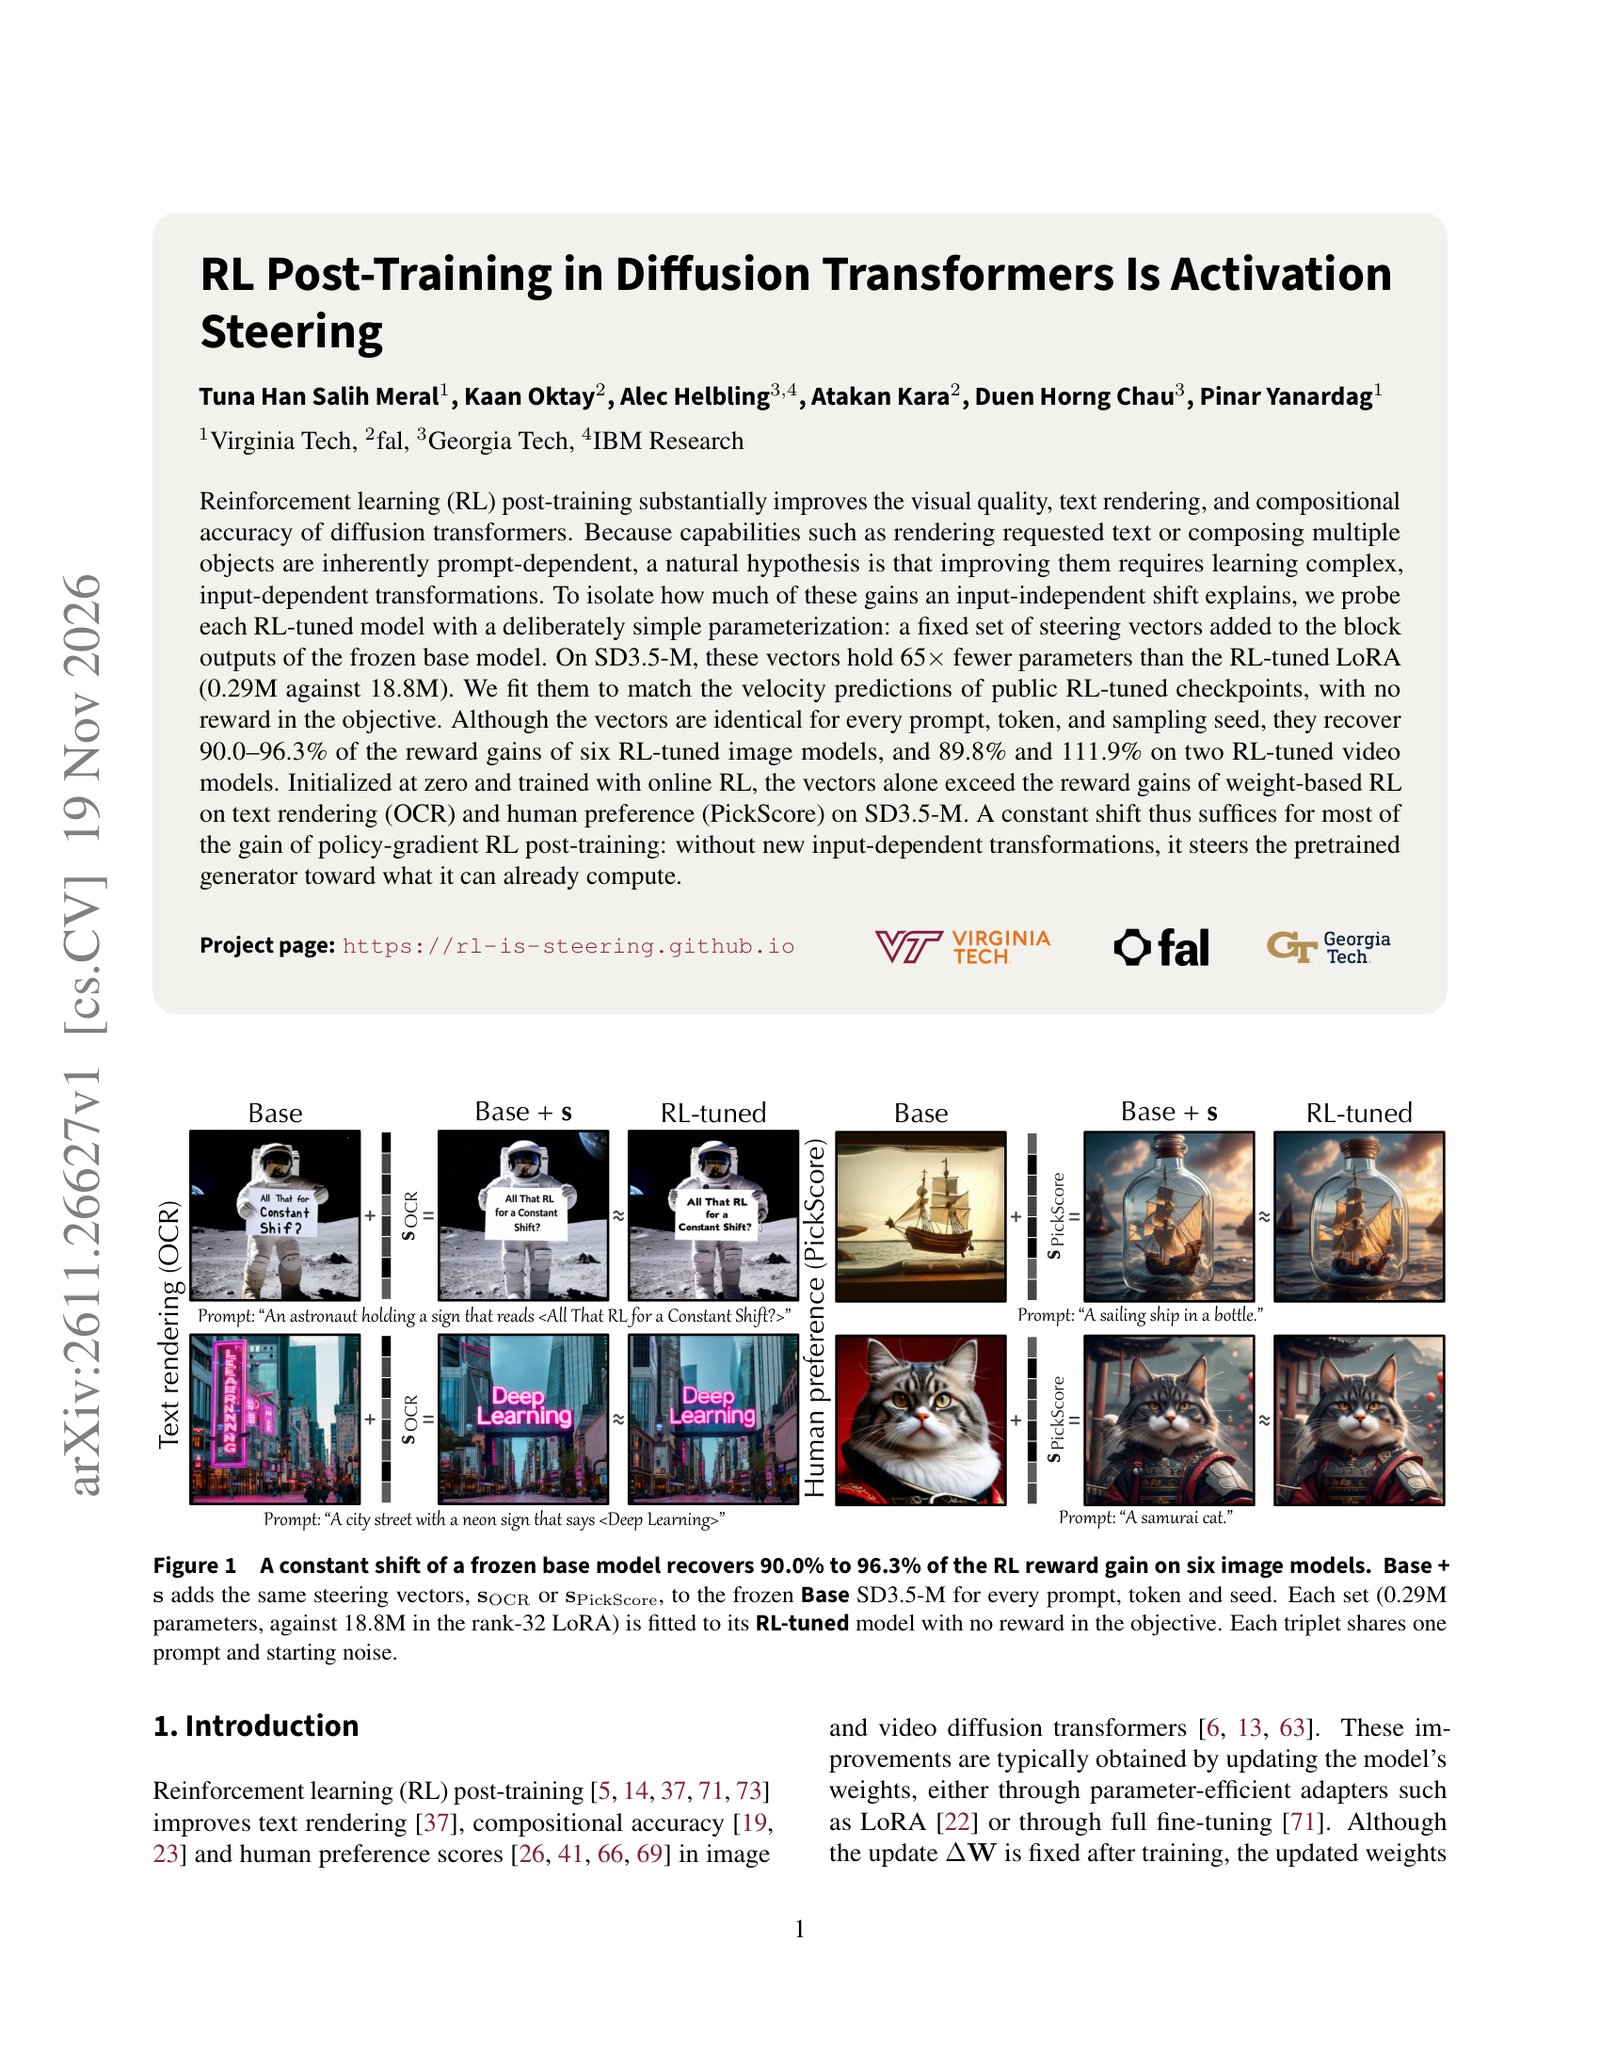 arXiv:2611.26627v1 [cs.CV] 19 Nov 2026
RL Post-Training in Diffusion Transformers Is Activation
Steering
Tuna Han Salih Meral1, Kaan Oktay2, Alec Helbling3,4, Atakan Kara2, Duen Horng Chau3, Pinar Yanardag1
1Virginia Tech, 2fal, 3Georgia Tech, 4IBM Research
Reinforcement learning (RL) post-training substantially improves the visual quality, text rendering, and compositional
accuracy of diffusion transformers. Because capabilities such as rendering requested text or composing multiple
objects are inherently prompt-dependent, a natural hypothesis is that improving them requires learning complex,
input-dependent transformations. To isolate how much of these gains an input-independent shift explains, we probe
each RL-tuned model with a deliberately simple parameterization: a fixed set of steering vectors added to the block
outputs of the frozen base model. On SD3.5-M, these vectors hold 65× fewer parameters than the RL-tuned LoRA
(0.29M against 18.8M). We fit them to match the velocity predictions of public RL-tuned checkpoints, with no
reward in the objective. Although the vectors are identical for every prompt, token, and sampling seed, they recover
90.0–96.3% of the reward gains of six RL-tuned image models, and 89.8% and 111.9% on two RL-tuned video
models. Initialized at zero and trained with online RL, the vectors alone exceed the reward gains of weight-based RL
on text rendering (OCR) and human preference (PickScore) on SD3.5-M. A constant shift thus suffices for most of
the gain of policy-gradient RL post-training: without new input-dependent transformations, it steers the pretrained
generator toward what it can already compute.
Project page: https://rl-is-steering.github.io
VT VIRGINIA TECH
fal
GT Georgia Tech
Text rendering (OCR)
Base
Base + s
RL-tuned
All That for
Constant
Shif?
+
s OCR
=
All That RL
for a Constant
Shift?
≈
All That RL
for a
Constant Shift?
Prompt: “An astronaut holding a sign that reads <All That RL for a Constant Shift?>”
LEEABRNNNG
+
s OCR
=
Deep
Learning
≈
Deep
Learning
Prompt: “A city street with a neon sign that says <Deep Learning>”
Human preference (PickScore)
Base
Base + s
RL-tuned
+
s PickScore
=
≈
Prompt: “A sailing ship in a bottle.”
+
s PickScore
=
≈
Prompt: “A samurai cat.”
Figure 1 A constant shift of a frozen base model recovers 90.0% to 96.3% of the RL reward gain on six image models. Base +
s adds the same steering vectors, sOCR or sPickScore, to the frozen Base SD3.5-M for every prompt, token and seed. Each set (0.29M
parameters, against 18.8M in the rank-32 LoRA) is fitted to its RL-tuned model with no reward in the objective. Each triplet shares one
prompt and starting noise.
1. Introduction
Reinforcement learning (RL) post-training [5, 14, 37, 71, 73]
improves text rendering [37], compositional accuracy [19,
23] and human preference scores [26, 41, 66, 69] in image
and video diffusion transformers [6, 13, 63]. These im-
provements are typically obtained by updating the model’s
weights, either through parameter-efficient adapters such
as LoRA [22] or through full fine-tuning [71]. Although
the update ΔW is fixed after training, the updated weights
1